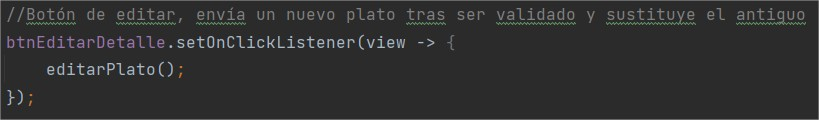 //Botón de editar, envía un nuevo plato tras ser validado y sustituye el antiguo
btnEditarDetalle.setOnClickListener(view -> {
    editarPlato();
});